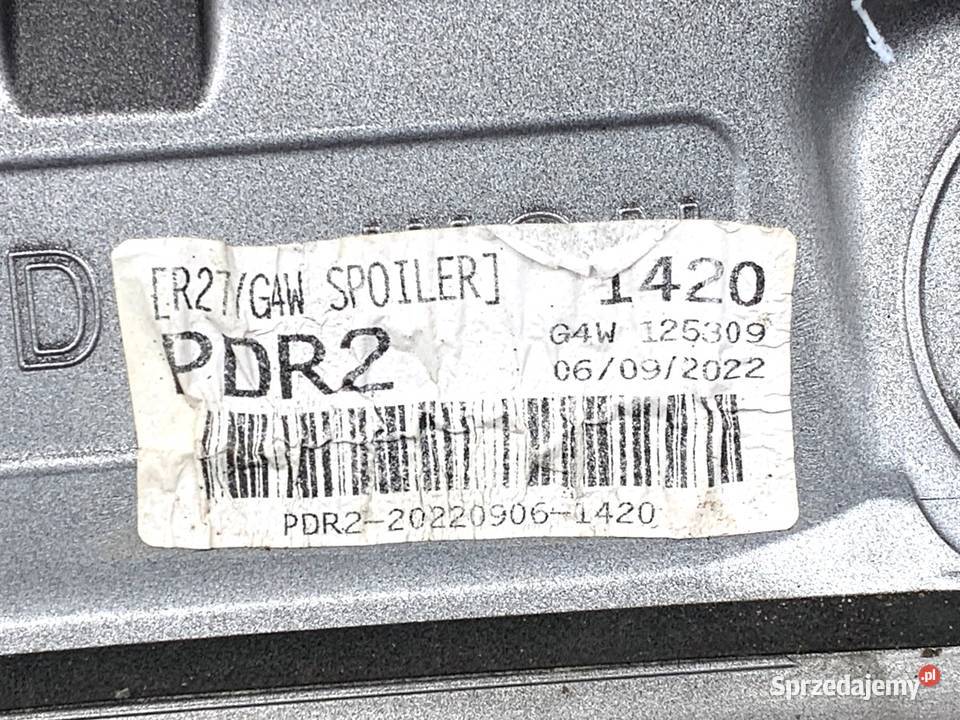 D
[R27/G4W SPOILER] 1420
PDR2
G4W 125309
06/09/2022
PDR2-20220906-1420
Sprzedajemy.pl